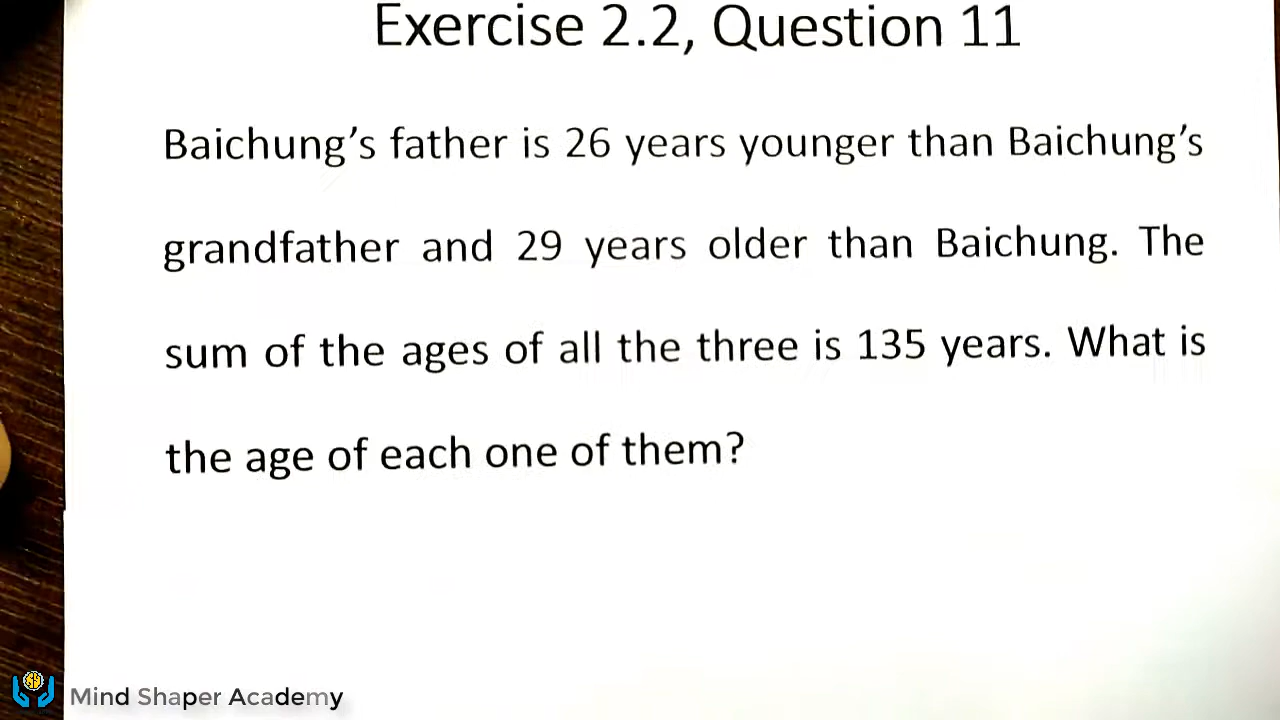 Exercise 2.2, Question 11
Baichung’s father is 26 years younger than Baichung’s
grandfather and 29 years older than Baichung. The
sum of the ages of all the three is 135 years. What is
the age of each one of them?
Mind Shaper Academy